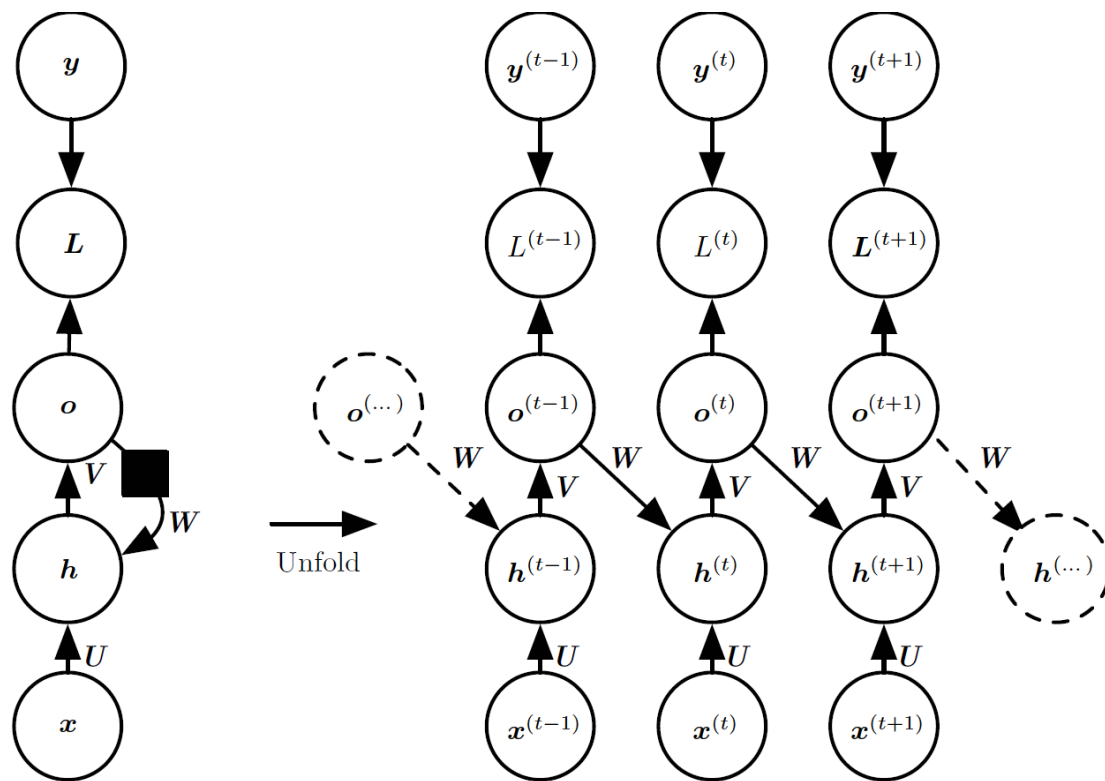 y y^(t−1) y^(t) y^(t+1)
L L^(t−1) L^(t) L^(t+1)
o o^(...) o^(t−1) o^(t) o^(t+1)
W W W W
V V V V
W
Unfold
h h^(t−1) h^(t) h^(t+1) h^(...)
U U U U
x x^(t−1) x^(t) x^(t+1)